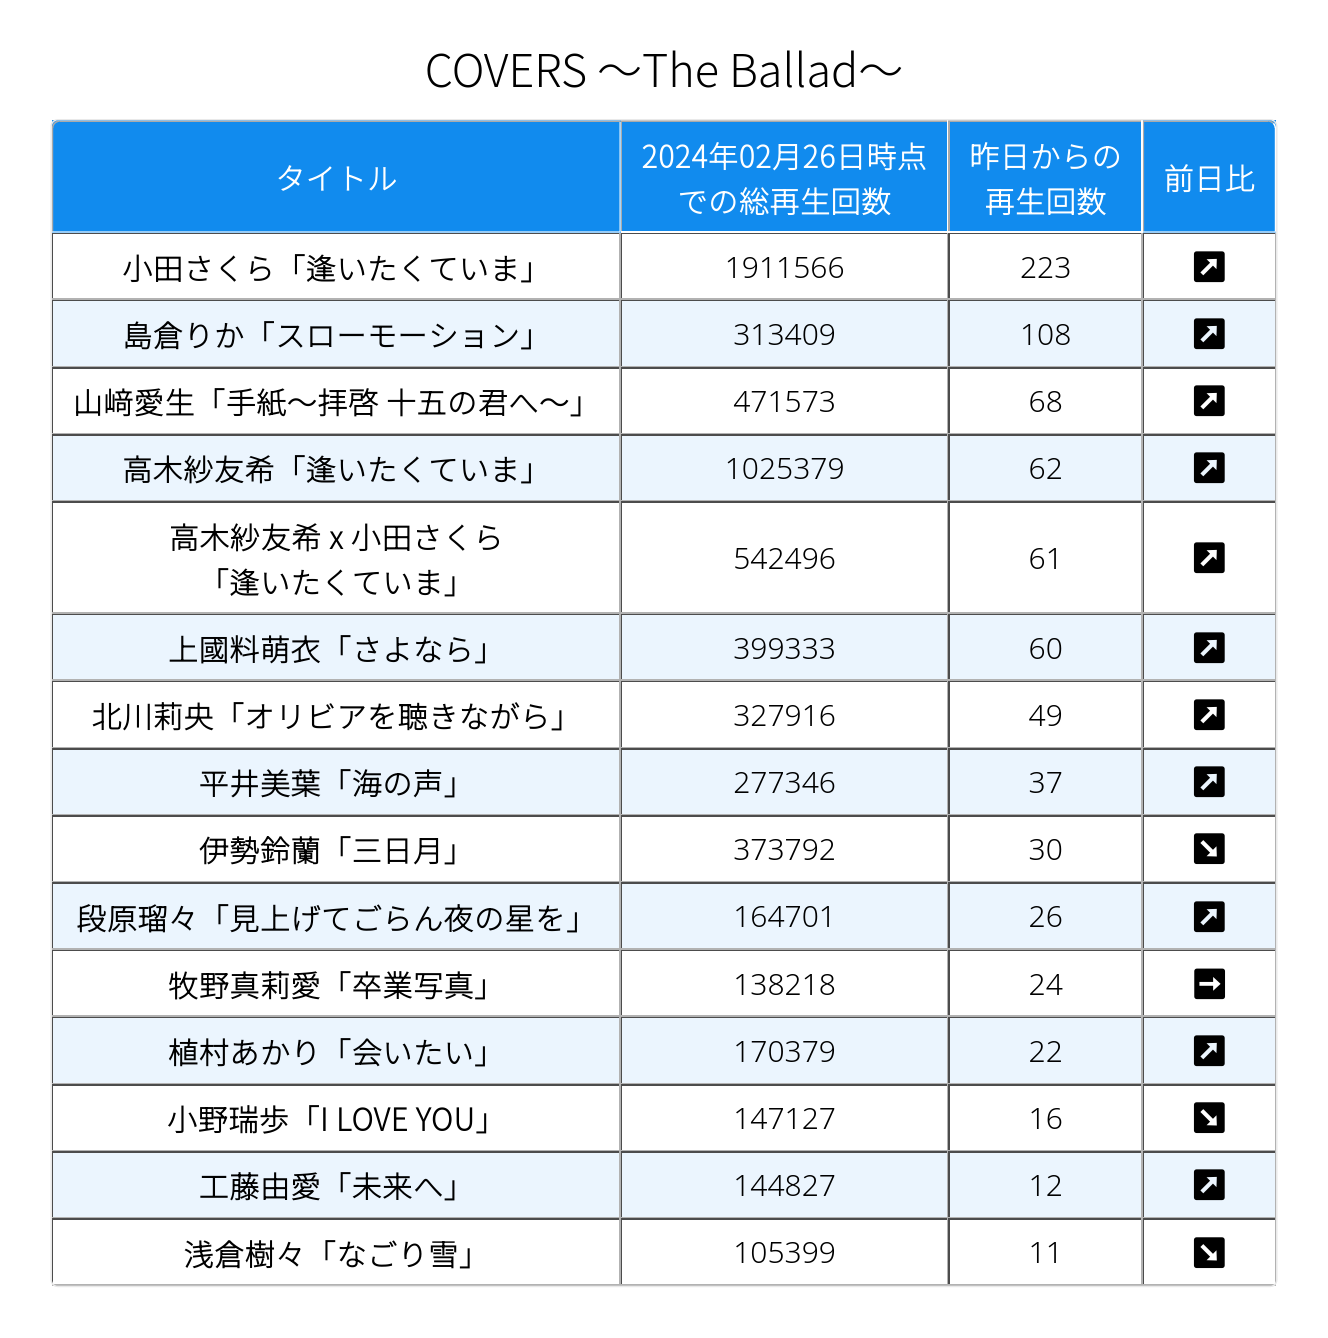 COVERS ～The Ballad～
タイトル
2024年02月26日時点
での総再生回数
昨日からの
再生回数
前日比
小田さくら「逢いたくていま」 1911566 223
島倉りか「スローモーション」 313409 108
山﨑愛生「手紙～拝啓 十五の君へ～」 471573 68
高木紗友希「逢いたくていま」 1025379 62
高木紗友希 x 小田さくら
「逢いたくていま」 542496 61
上國料萌衣「さよなら」 399333 60
北川莉央「オリビアを聴きながら」 327916 49
平井美葉「海の声」 277346 37
伊勢鈴蘭「三日月」 373792 30
段原瑠々「見上げてごらん夜の星を」 164701 26
牧野真莉愛「卒業写真」 138218 24
植村あかり「会いたい」 170379 22
小野瑞歩「I LOVE YOU」 147127 16
工藤由愛「未来へ」 144827 12
浅倉樹々「なごり雪」 105399 11